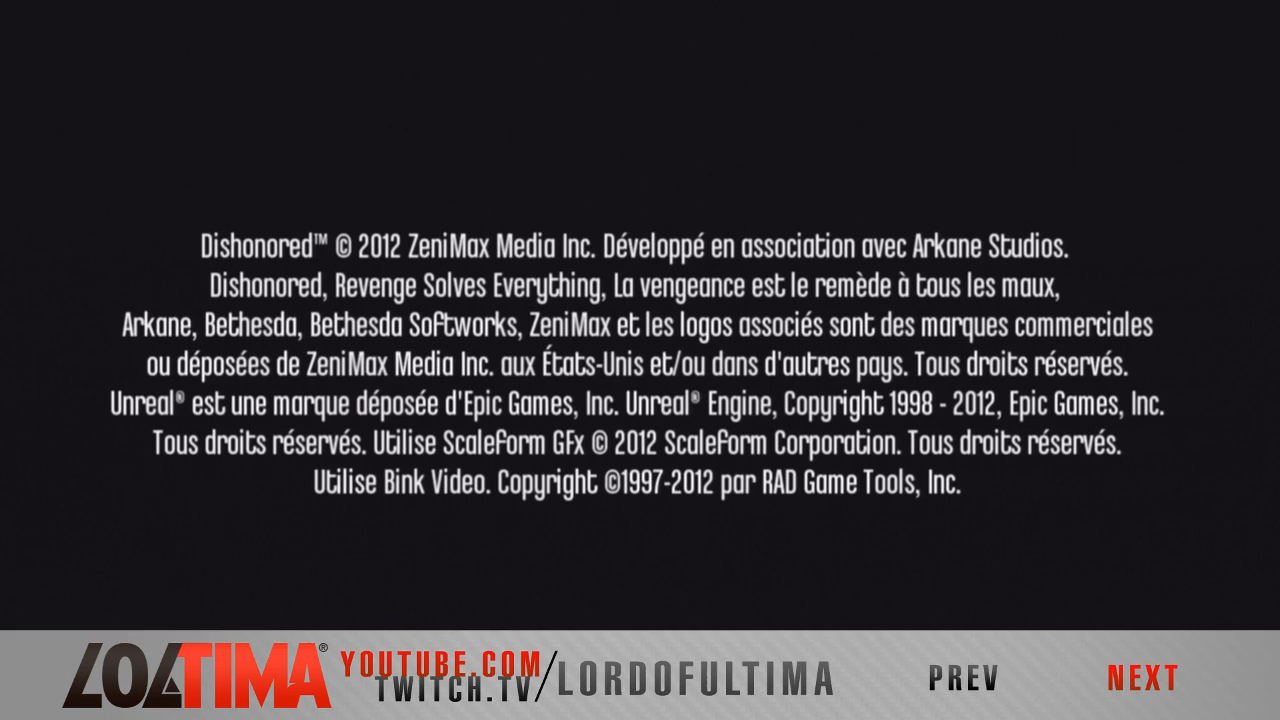 Dishonored™ © 2012 ZeniMax Media Inc. Développé en association avec Arkane Studios.
Dishonored, Revenge Solves Everything, La vengeance est le remède à tous les maux,
Arkane, Bethesda, Bethesda Softworks, ZeniMax et les logos associés sont des marques commerciales
ou déposées de ZeniMax Media Inc. aux États-Unis et/ou dans d'autres pays. Tous droits réservés.
Unreal® est une marque déposée d'Epic Games, Inc. Unreal® Engine, Copyright 1998 - 2012, Epic Games, Inc.
Tous droits réservés. Utilise Scaleform GFx © 2012 Scaleform Corporation. Tous droits réservés.
Utilise Bink Video. Copyright ©1997-2012 par RAD Game Tools, Inc.
LOLTIMA®
YOUTUBE.COM
TWITCH.TV/LORDOFULTIMA
PREV
NEXT